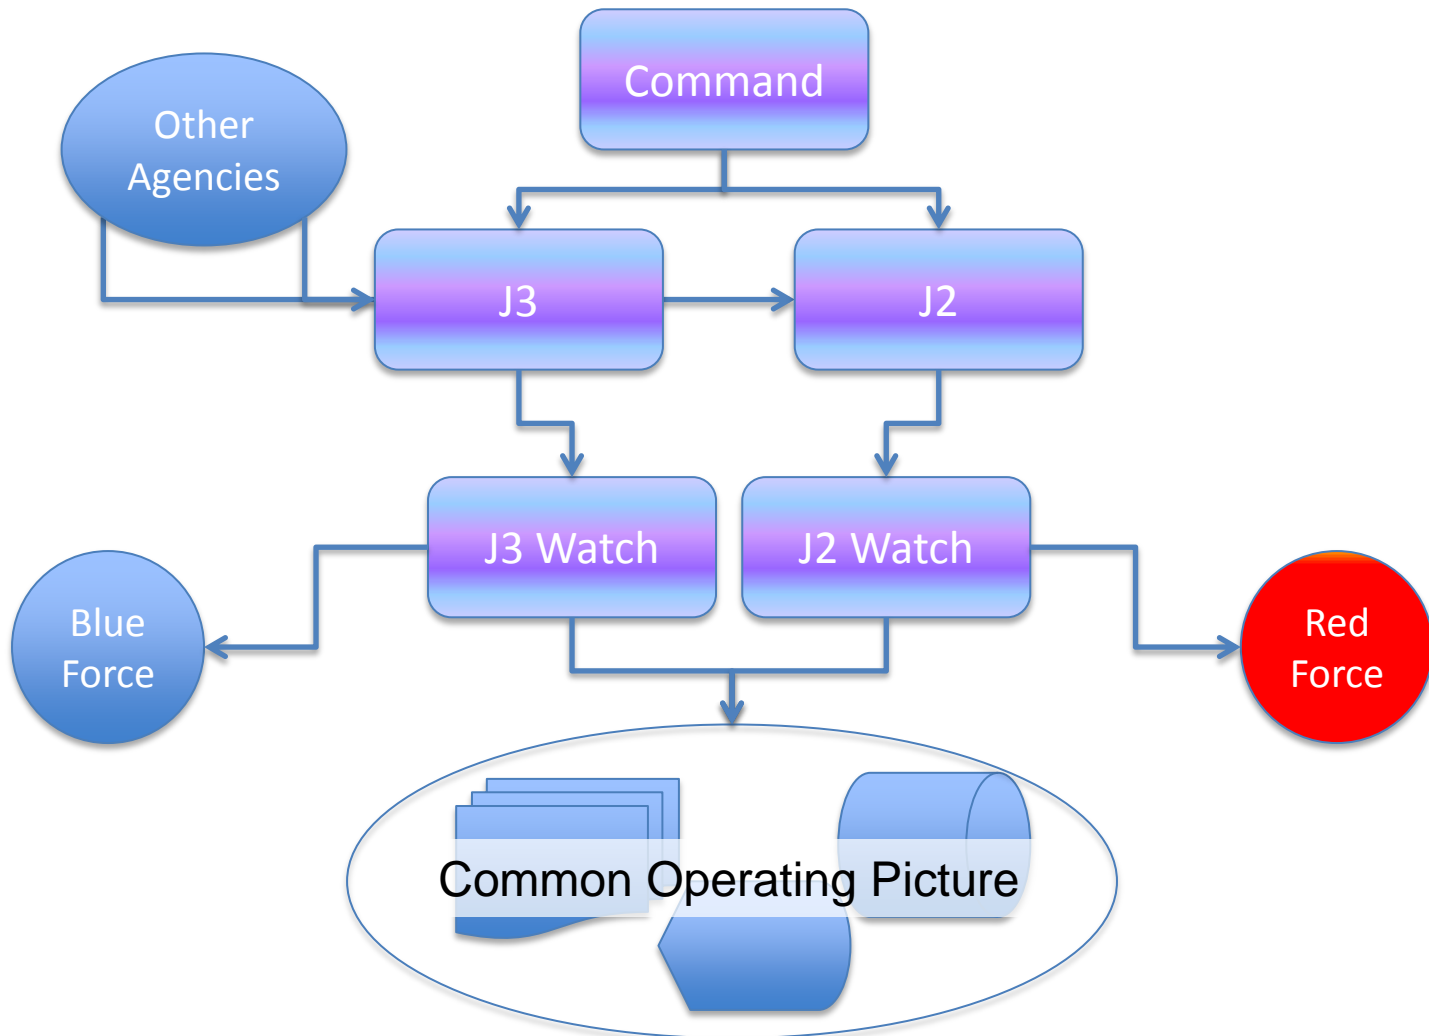 Command
Other
Agencies
J3
J2
J3 Watch
J2 Watch
Blue
Force
Red
Force
Common Operating Picture